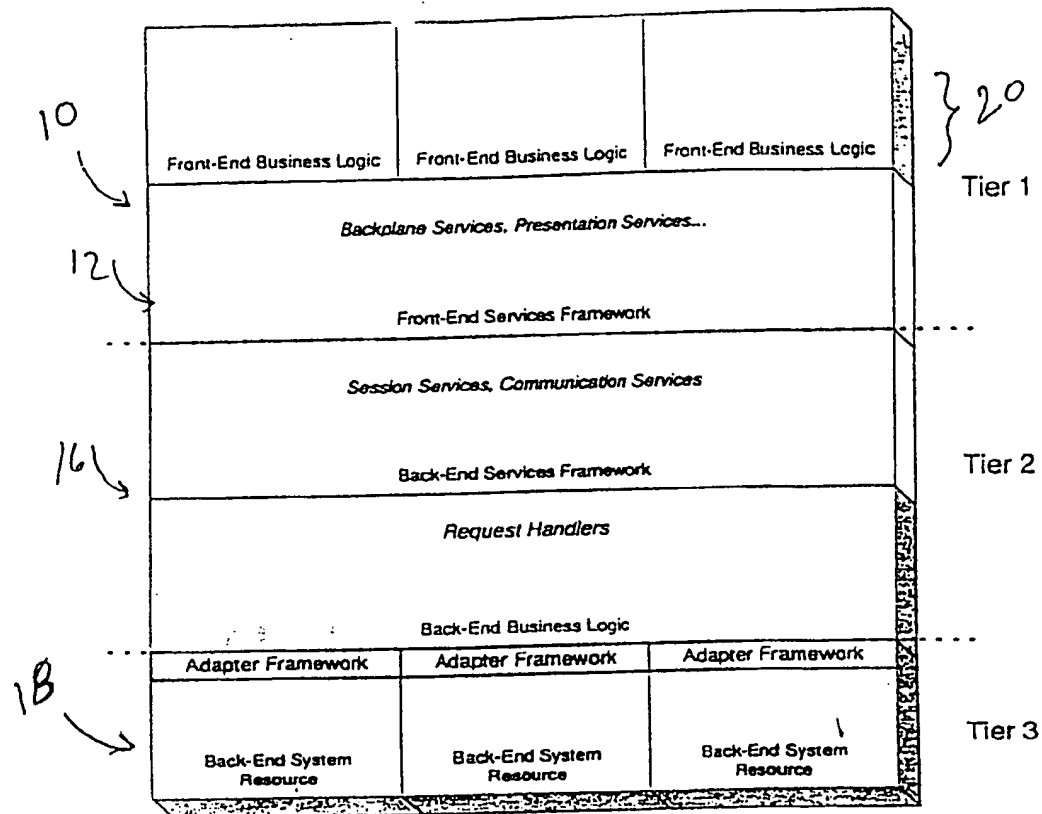 Front-End Business Logic
Front-End Business Logic
Front-End Business Logic
20
10
Tier 1
Backplane Services, Presentation Services...
12
Front-End Services Framework
Session Services, Communication Services
16
Back-End Services Framework
Tier 2
Request Handlers
Back-End Business Logic
Adapter Framework
Adapter Framework
Adapter Framework
18
Tier 3
Back-End System
Resource
Back-End System
Resource
Back-End System
Resource